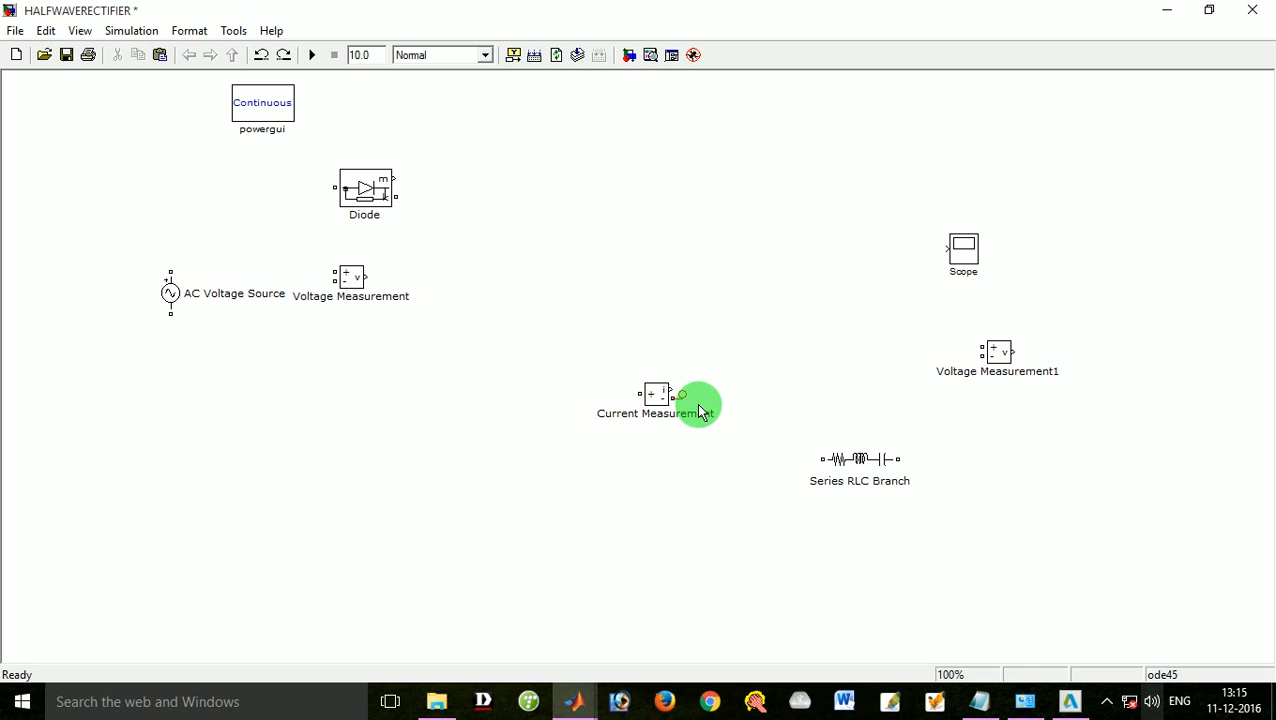 HALFWAVERECTIFIER *
File Edit View Simulation Format Tools Help
10.0 Normal
Continuous
powergui
m
k
Diode
+
-
v
Voltage Measurement
+
AC Voltage Source
Scope
+
-
v
Voltage Measurement1
+
i
-
Current Measurement
Series RLC Branch
Ready 100% ode45
Search the web and Windows
ENG
13:15
11-12-2016